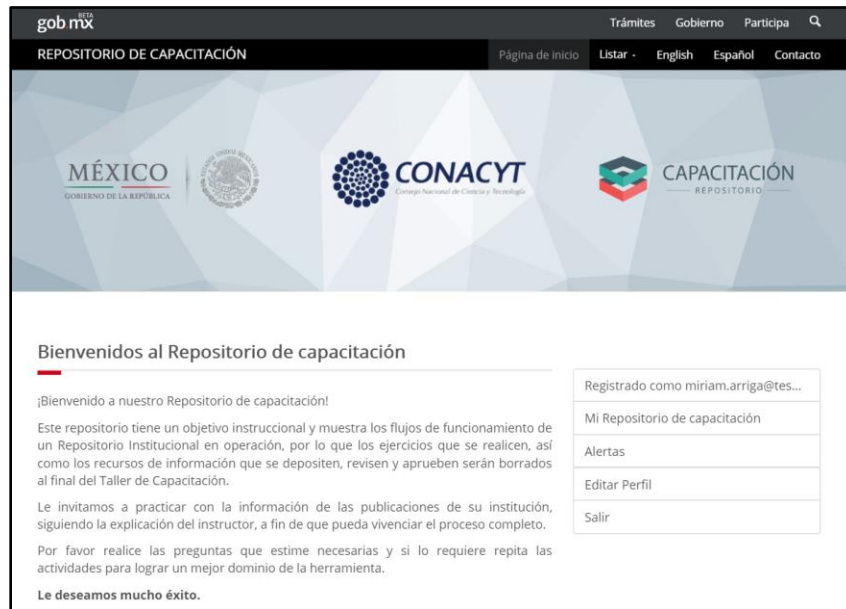 gob.mx BETA
Trámites Gobierno Participa
REPOSITORIO DE CAPACITACIÓN
Página de inicio Listar English Español Contacto
MÉXICO
GOBIERNO DE LA REPÚBLICA
ESTADOS UNIDOS MEXICANOS
CONACYT
Consejo Nacional de Ciencia y Tecnología
CAPACITACIÓN
REPOSITORIO
Bienvenidos al Repositorio de capacitación
¡Bienvenido a nuestro Repositorio de capacitación!
Este repositorio tiene un objetivo instruccional y muestra los flujos de funcionamiento de
un Repositorio Institucional en operación, por lo que los ejercicios que se realicen, así
como los recursos de información que se depositen, revisen y aprueben serán borrados
al final del Taller de Capacitación.
Le invitamos a practicar con la información de las publicaciones de su institución,
siguiendo la explicación del instructor, a fin de que pueda vivenciar el proceso completo.
Por favor realice las preguntas que estime necesarias y si lo requiere repita las
actividades para lograr un mejor dominio de la herramienta.
Le deseamos mucho éxito.
Registrado como miriam.arriga@tes...
Mi Repositorio de capacitación
Alertas
Editar Perfil
Salir